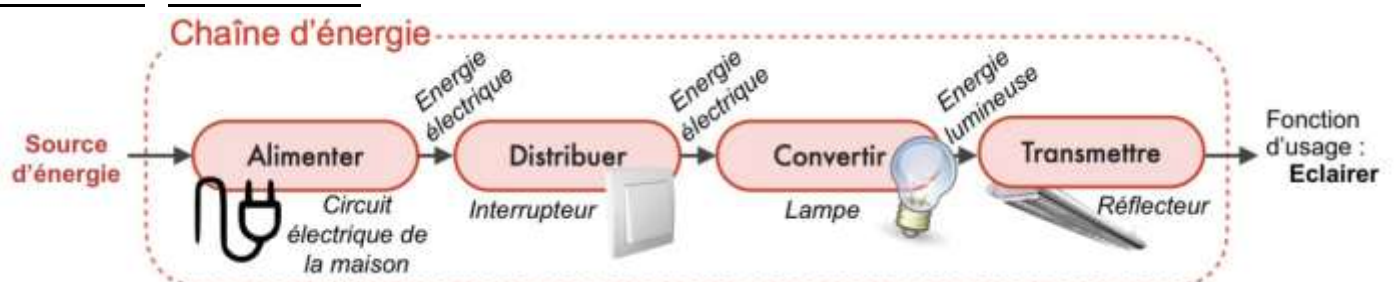 Chaîne d'énergie
Source
d'énergie
Alimenter
Circuit
électrique de
la maison
Energie
électrique
Distribuer
Interrupteur
Energie
électrique
Convertir
Lampe
Energie
lumineuse
Transmettre
Réflecteur
Fonction
d'usage :
Eclairer